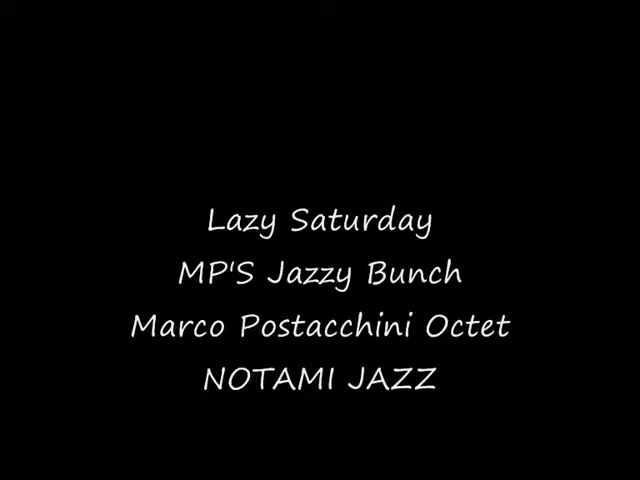 Lazy Saturday
MP'S Jazzy Bunch
Marco Postacchini Octet
NOTAMI JAZZ